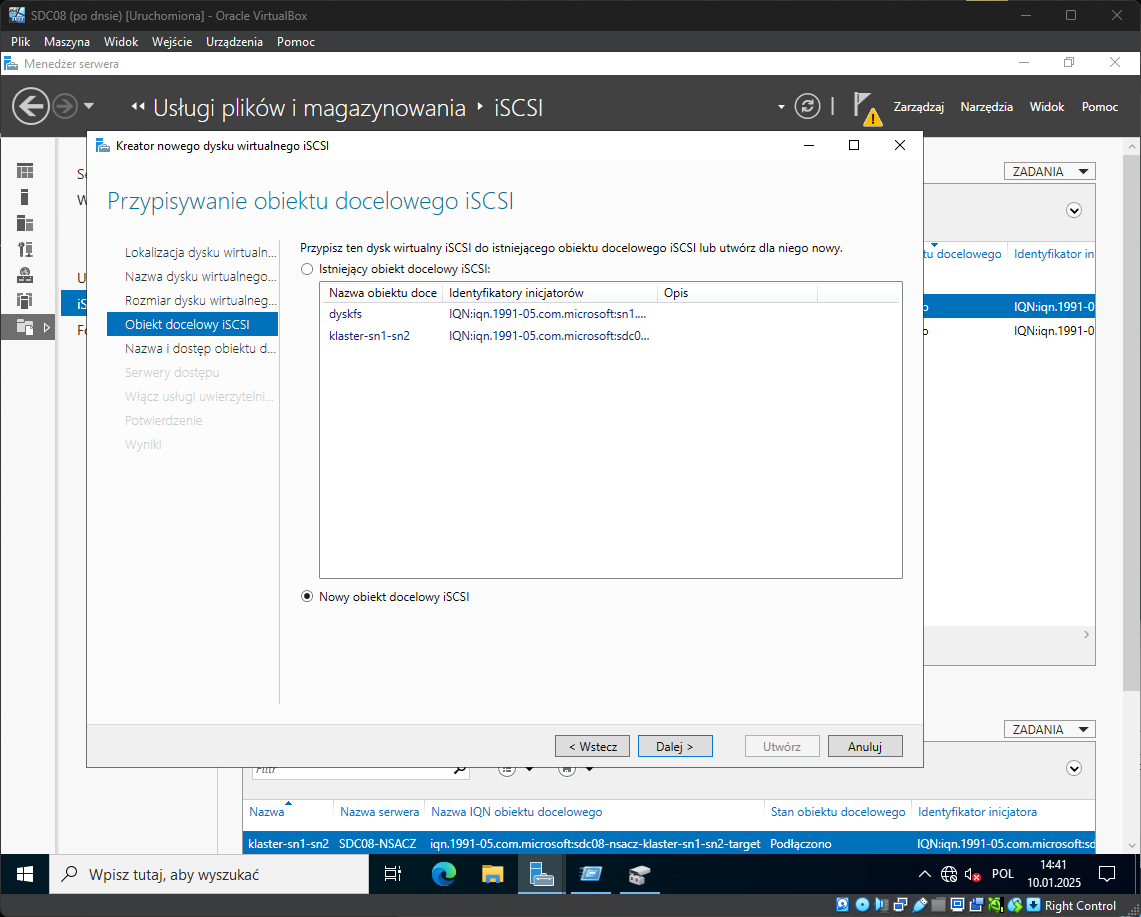 SDC08 (po dnsie) [Uruchomiona] - Oracle VirtualBox
Plik Maszyna Widok Wejście Urządzenia Pomoc
Menedżer serwera
Usługi plików i magazynowania iSCSI
Zarządzaj Narzędzia Widok Pomoc
Kreator nowego dysku wirtualnego iSCSI
ZADANIA
Przypisywanie obiektu docelowego iSCSI
Lokalizacja dysku wirtualn...
Nazwa dysku wirtualnego...
Rozmiar dysku wirtualneg...
Obiekt docelowy iSCSI
Nazwa i dostęp obiektu d...
Serwery dostępu
Włącz usługi uwierzytelni...
Potwierdzenie
Wyniki
Przypisz ten dysk wirtualny iSCSI do istniejącego obiektu docelowego iSCSI lub utwórz dla niego nowy.
Istniejący obiekt docelowy iSCSI:
Nazwa obiektu doce Identyfikatory inicjatorów Opis
dyskfs IQN:iqn.1991-05.com.microsoft:sn1....
klaster-sn1-sn2 IQN:iqn.1991-05.com.microsoft:sdc0...
Nowy obiekt docelowy iSCSI
< Wstecz Dalej > Utwórz Anuluj
tu docelowego Identyfikator in
IQN:iqn.1991-0
IQN:iqn.1991-0
ZADANIA
Filtr
Nazwa Nazwa serwera Nazwa IQN obiektu docelowego Stan obiektu docelowego Identyfikator inicjatora
klaster-sn1-sn2 SDC08-NSACZ iqn.1991-05.com.microsoft:sdc08-nsacz-klaster-sn1-sn2-target Podłączono IQN:iqn.1991-05.com.microsoft:sd
Wpisz tutaj, aby wyszukać
POL
14:41
10.01.2025
Right Control